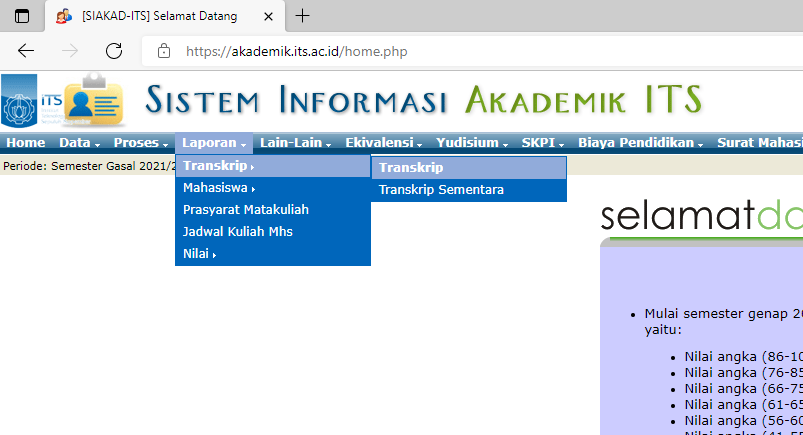 [SIAKAD-ITS] Selamat Datang
https://akademik.its.ac.id/home.php
ITS
SISTEM INFORMASI AKADEMIK ITS
Home Data Proses Laporan Lain-Lain Ekivalensi Yudisium SKPI Biaya Pendidikan Surat Mahasi
Periode: Semester Gasal 2021/2
Transkrip
Mahasiswa
Prasyarat Matakuliah
Jadwal Kuliah Mhs
Nilai
Transkrip
Transkrip Sementara
selamatda
Mulai semester genap 20
yaitu:
Nilai angka (86-10
Nilai angka (76-85
Nilai angka (66-75
Nilai angka (61-65
Nilai angka (56-60